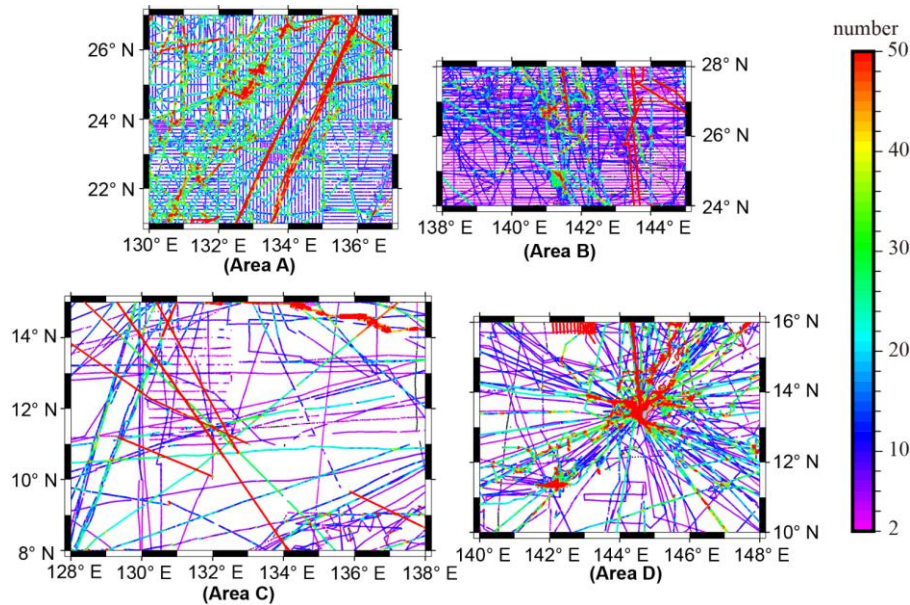 number
26° N
24° N
22° N
130° E 132° E 134° E 136° E
(Area A)
28° N
26° N
24° N
138° E 140° E 142° E 144° E
(Area B)
50
40
30
20
10
2
14° N
12° N
10° N
8° N
128° E 130° E 132° E 134° E 136° E 138° E
(Area C)
16° N
14° N
12° N
10° N
140° E 142° E 144° E 146° E 148° E
(Area D)